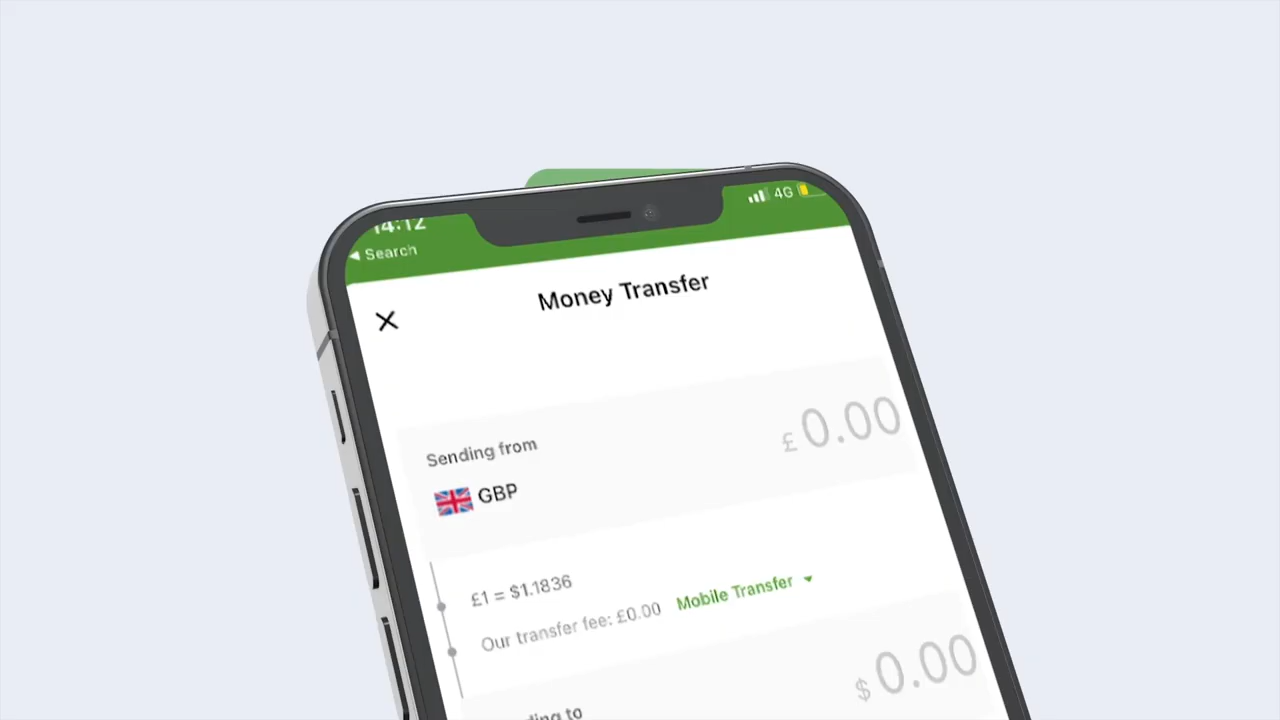 14:12
4G
◀ Search
Money Transfer
Sending from
£ 0.00
GBP
£1 = $1.1836
Our transfer fee: £0.00 Mobile Transfer
$ 0.00
to